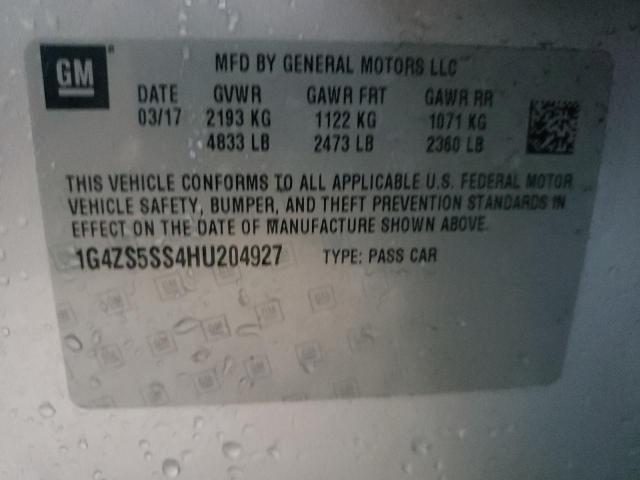 GM
MFD BY GENERAL MOTORS LLC
DATE GVWR GAWR FRT GAWR RR
03/17 2193 KG 1122 KG 1071 KG
4833 LB 2473 LB 2360 LB
THIS VEHICLE CONFORMS TO ALL APPLICABLE U.S. FEDERAL MOTOR
VEHICLE SAFETY, BUMPER, AND THEFT PREVENTION STANDARDS IN
EFFECT ON THE DATE OF MANUFACTURE SHOWN ABOVE.
1G4ZS5SS4HU204927 TYPE: PASS CAR